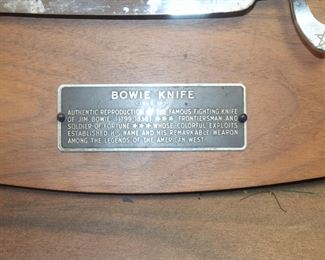 BOWIE KNIFE
AUTHENTIC REPRODUCTION OF THE FAMOUS FIGHTING KNIFE
OF JIM BOWIE (1799-1836) *** FRONTIERSMAN AND
SOLDIER OF FORTUNE *** WHOSE COLORFUL EXPLOITS
ESTABLISHED HIS NAME AND HIS REMARKABLE WEAPON
AMONG THE LEGENDS OF THE AMERICAN WEST.